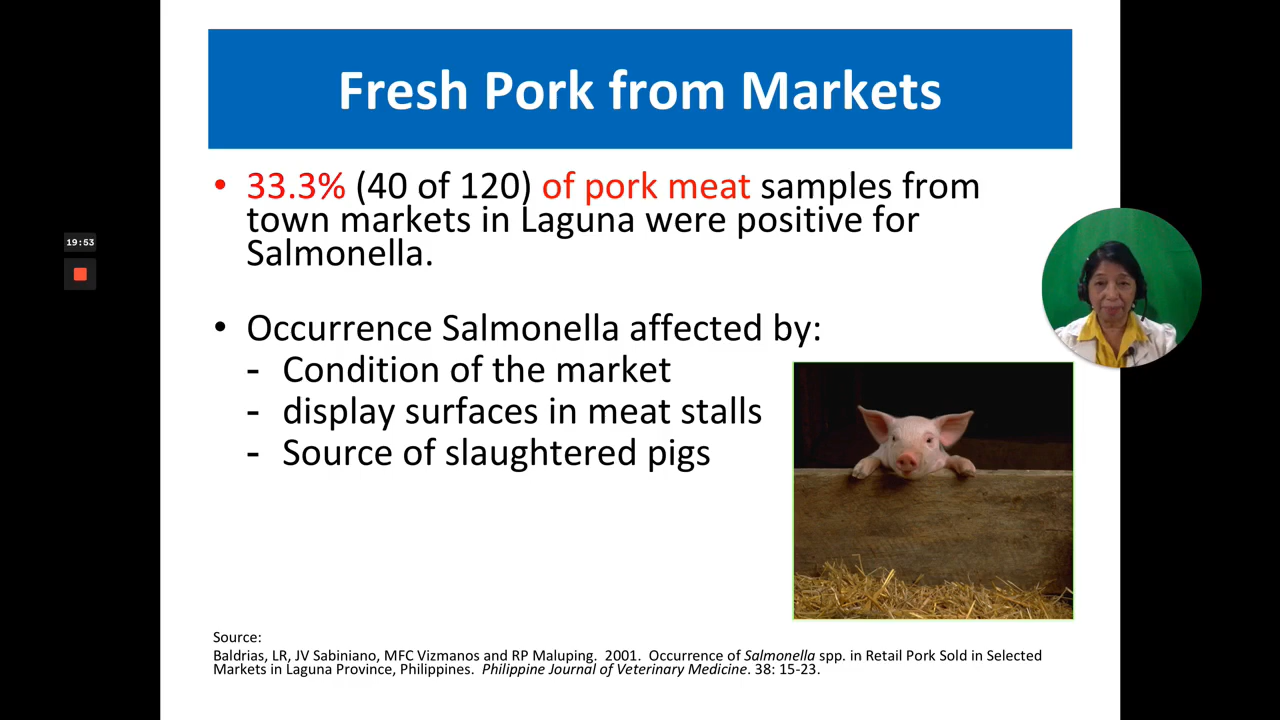 Fresh Pork from Markets
• 33.3% (40 of 120) of pork meat samples from
town markets in Laguna were positive for
Salmonella.
19:53
• Occurrence Salmonella affected by:
- Condition of the market
- display surfaces in meat stalls
- Source of slaughtered pigs
Source:
Baldrias, LR, JV Sabiniano, MFC Vizmanos and RP Maluping. 2001. Occurrence of Salmonella spp. in Retail Pork Sold in Selected
Markets in Laguna Province, Philippines. Philippine Journal of Veterinary Medicine. 38: 15-23.